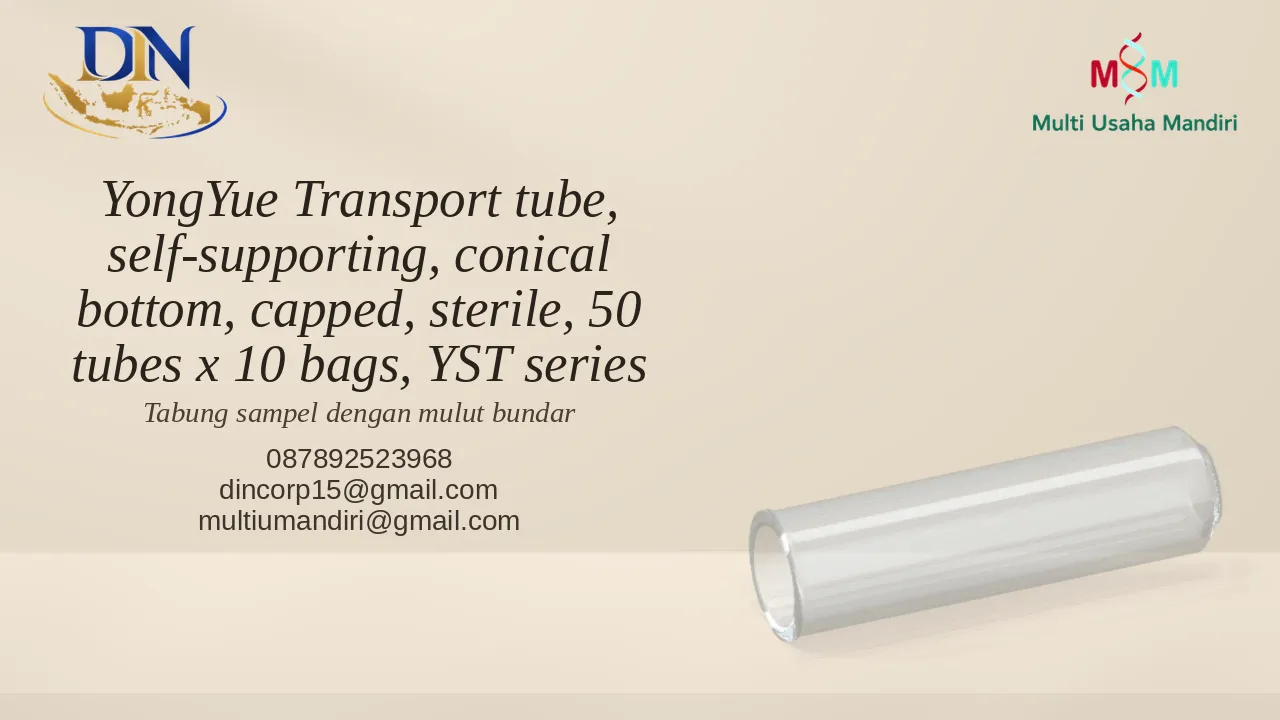 DN
M M
Multi Usaha Mandiri
YongYue Transport tube,
self-supporting, conical
bottom, capped, sterile, 50
tubes x 10 bags, YST series
Tabung sampel dengan mulut bundar
087892523968
dincorp15@gmail.com
multiumandiri@gmail.com